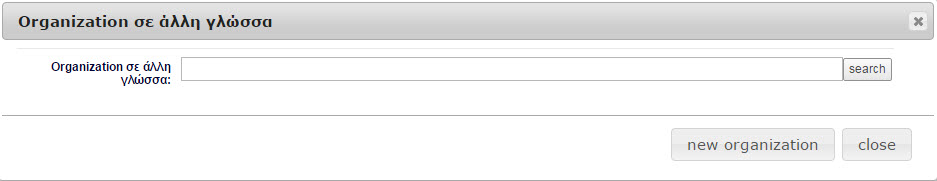 Organization σε άλλη γλώσσα
Organization σε άλλη
γλώσσα:
search
new organization
close